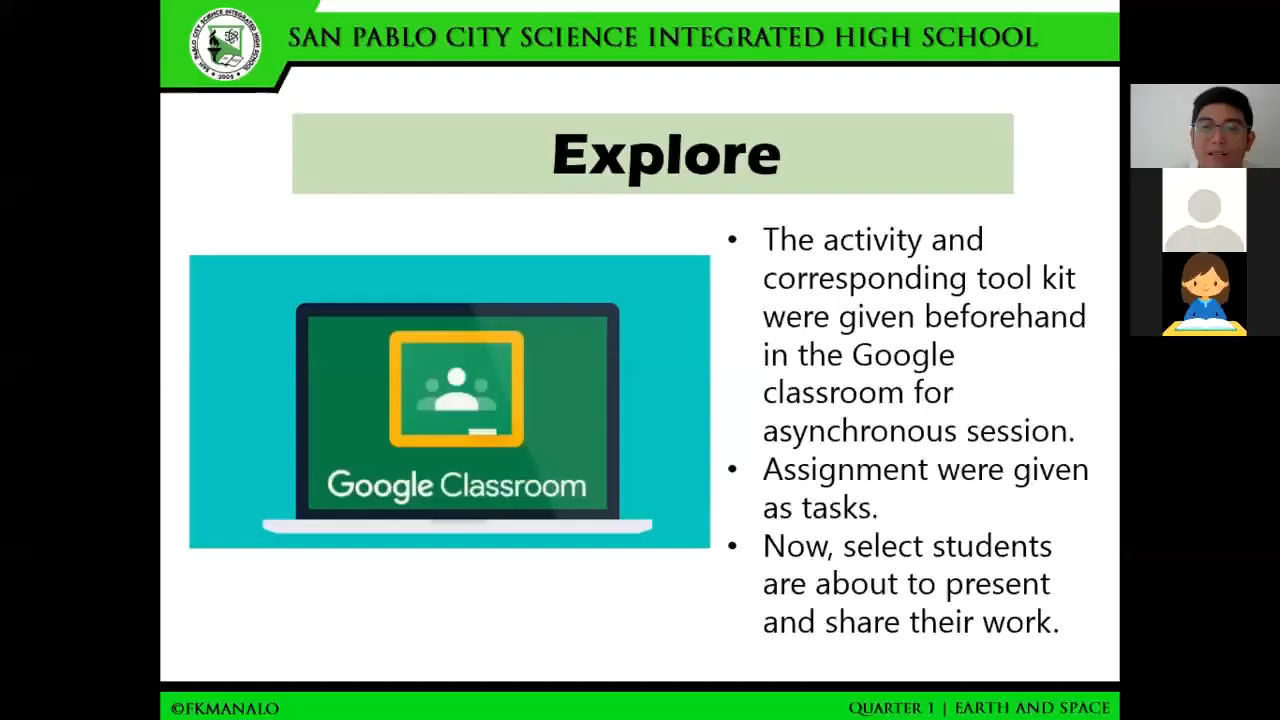 SAN PABLO CITY SCIENCE INTEGRATED HIGH SCHOOL
Explore
Google Classroom
• The activity and
corresponding tool kit
were given beforehand
in the Google
classroom for
asynchronous session.
• Assignment were given
as tasks.
• Now, select students
are about to present
and share their work.
©FKMANALO
QUARTER 1 | EARTH AND SPACE